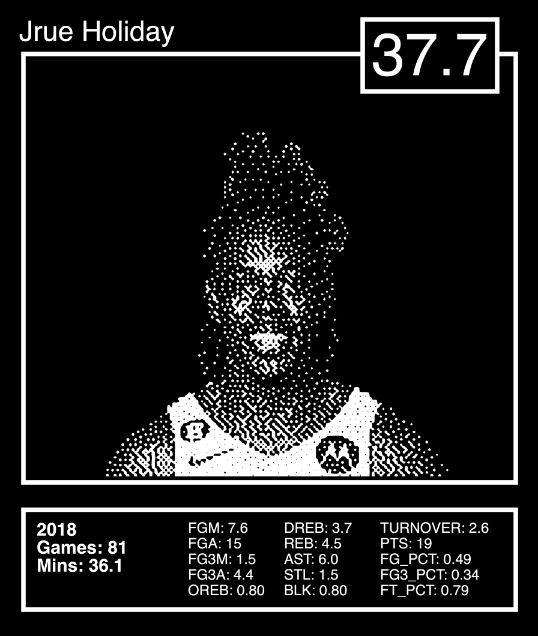 Jrue Holiday
37.7
B
2018
Games: 81
Mins: 36.1
FGM: 7.6
FGA: 15
FG3M: 1.5
FG3A: 4.4
OREB: 0.80
DREB: 3.7
REB: 4.5
AST: 6.0
STL: 1.5
BLK: 0.80
TURNOVER: 2.6
PTS: 19
FG_PCT: 0.49
FG3_PCT: 0.34
FT_PCT: 0.79